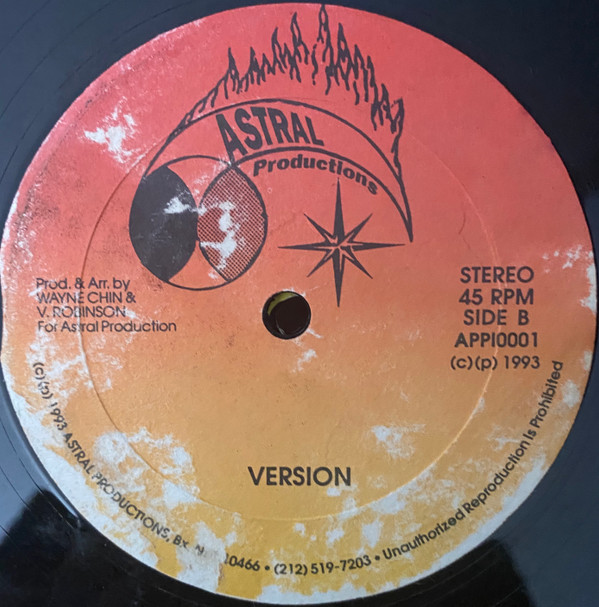 ASTRAL
Productions
Prod. & Arr. by
WAYNE CHIN &
V. ROBINSON
For Astral Production
STEREO
45 RPM
SIDE B
APPI0001
(c)(p) 1993
VERSION
(c)(p) 1993 ASTRAL PRODUCTIONS, Bx. 10466 • (212) 519-7203 • Unauthorized Reproduction Is Prohibited